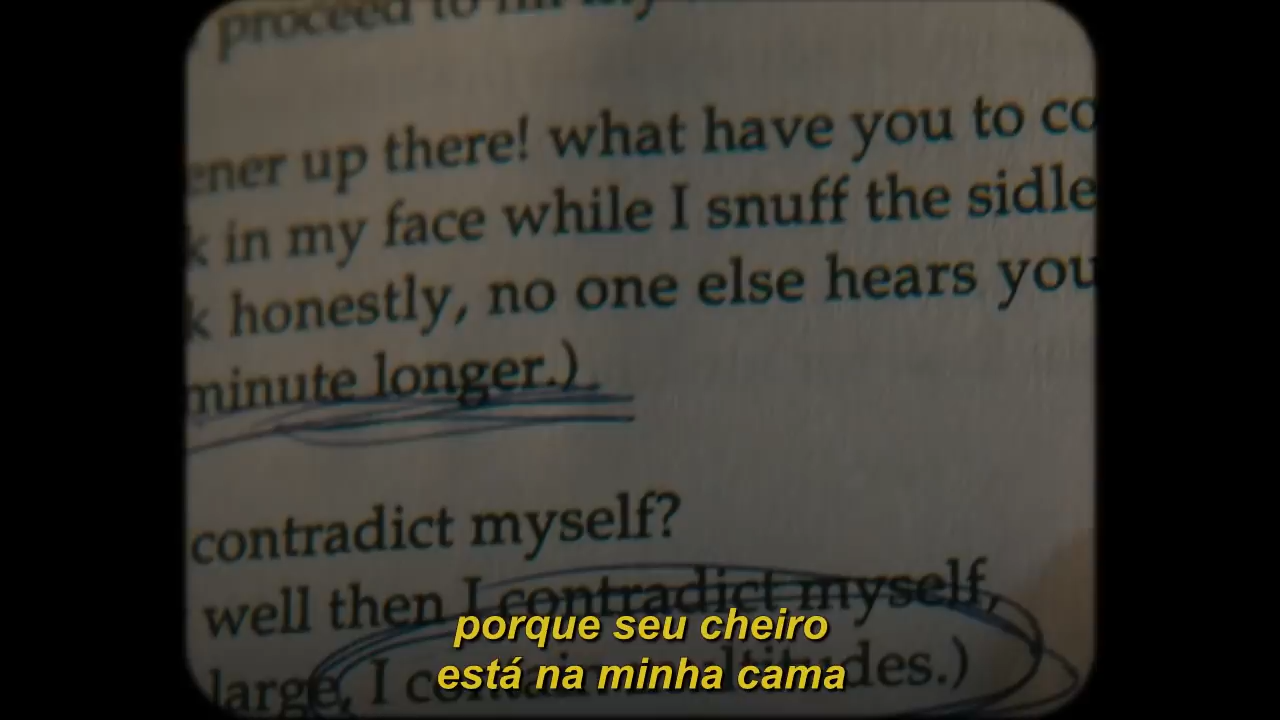 proceed to
ener up there! what have you to co
k in my face while I snuff the sidle
k honestly, no one else hears you
minute longer.)
contradict myself?
well then I contradict myself,
large, I contain multitudes.)
porque seu cheiro
está na minha cama